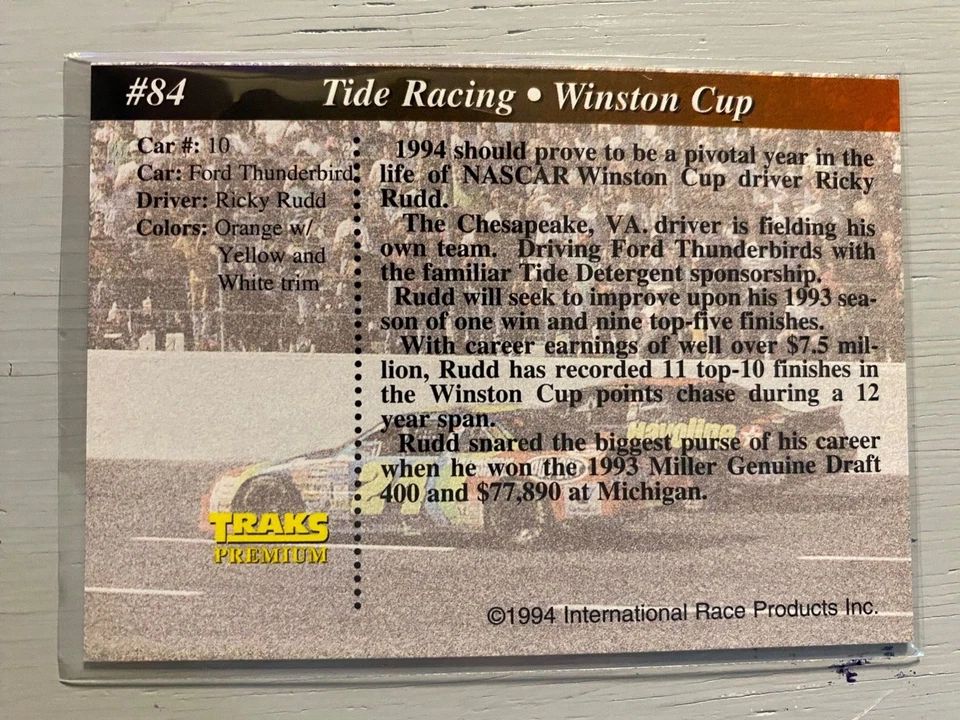 #84 Tide Racing • Winston Cup
Car #: 10
Car: Ford Thunderbird
Driver: Ricky Rudd
Colors: Orange w/
Yellow and
White trim
1994 should prove to be a pivotal year in the
life of NASCAR Winston Cup driver Ricky
Rudd.
The Chesapeake, VA. driver is fielding his
own team. Driving Ford Thunderbirds with
the familiar Tide Detergent sponsorship.
Rudd will seek to improve upon his 1993 sea-
son of one win and nine top-five finishes.
With career earnings of well over $7.5 mil-
lion, Rudd has recorded 11 top-10 finishes in
the Winston Cup points chase during a 12
year span.
Havoline
Rudd snared the biggest purse of his career
when he won the 1993 Miller Genuine Draft
400 and $77,890 at Michigan.
TRAKS
PREMIUM
©1994 International Race Products Inc.